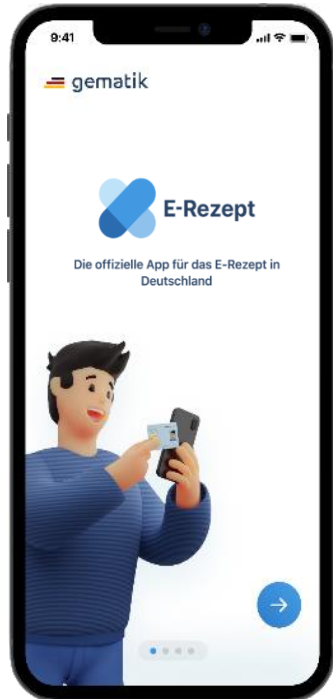 9:41
gematik
E-Rezept
Die offizielle App für das E-Rezept in
Deutschland